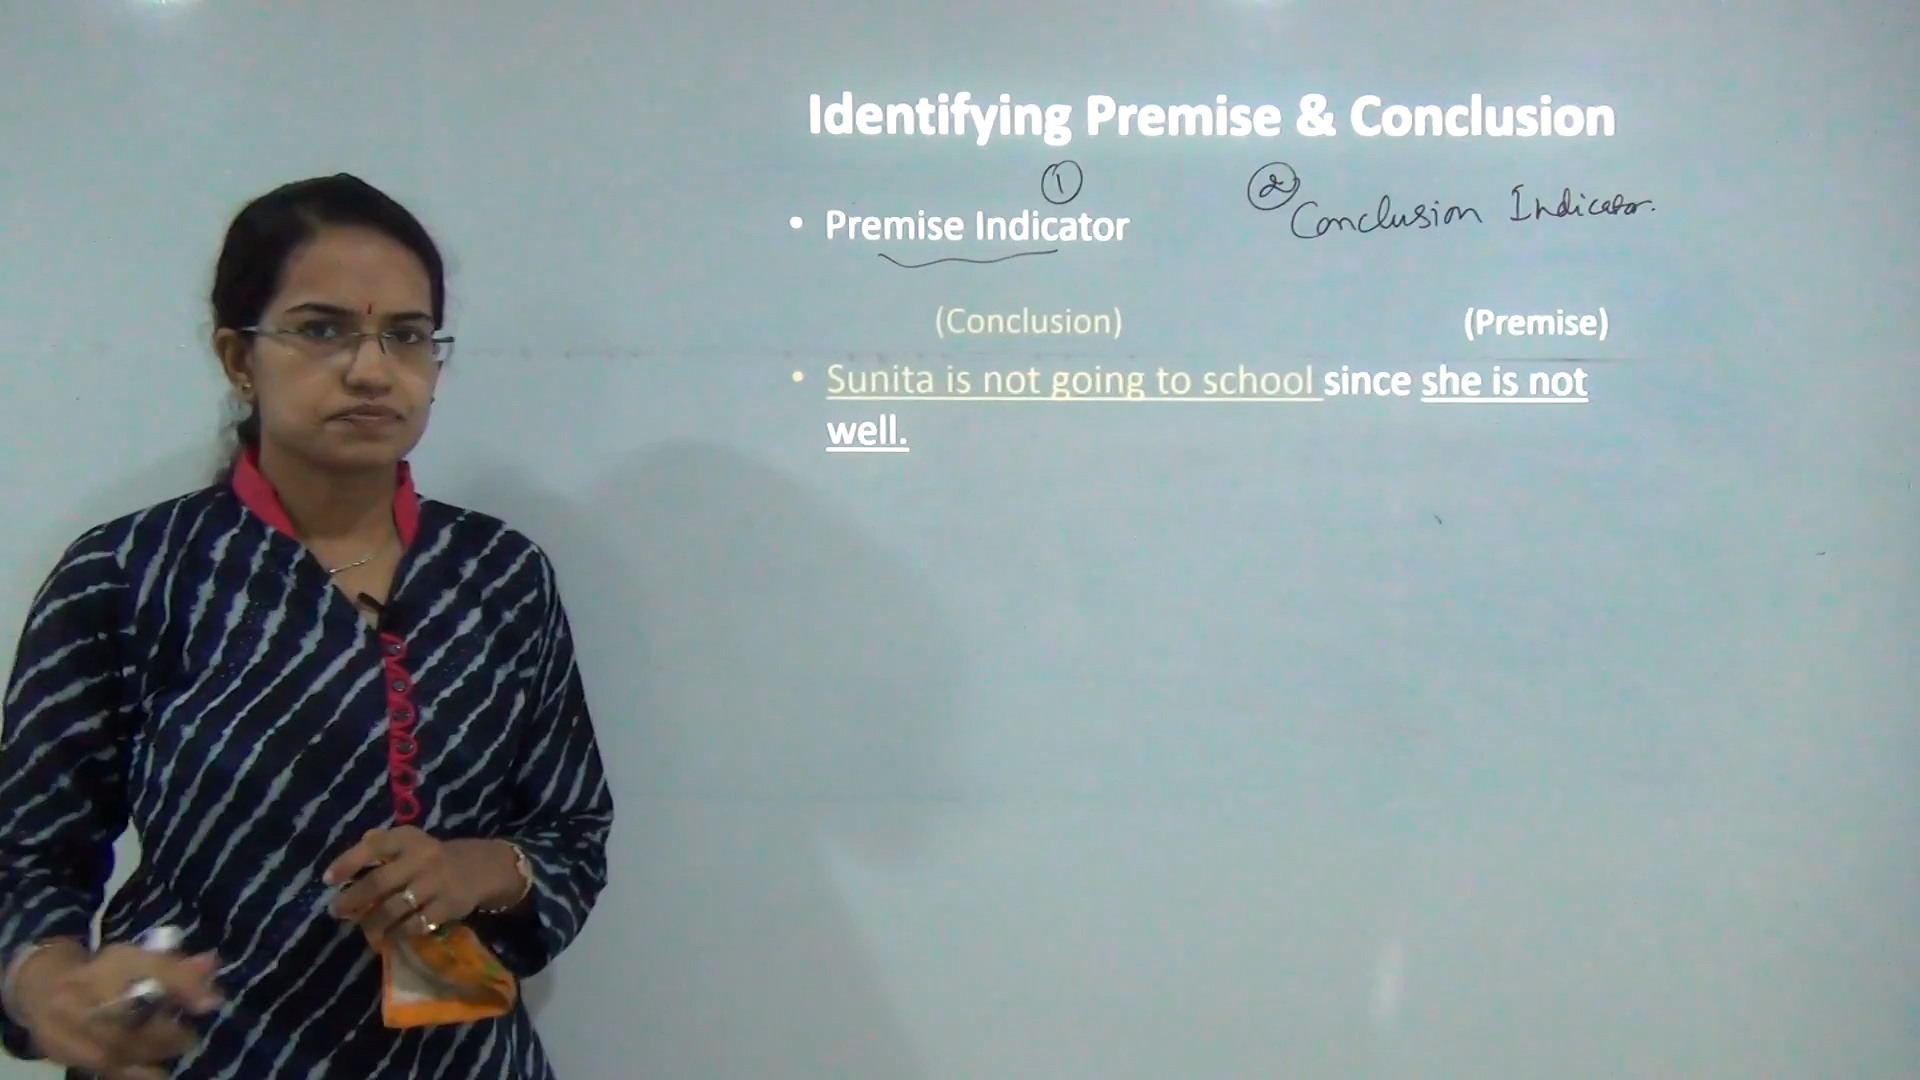 Identifying Premise & Conclusion
① ②
• Premise Indicator Conclusion Indicator.
(Conclusion) (Premise)
• Sunita is not going to school since she is not
well.